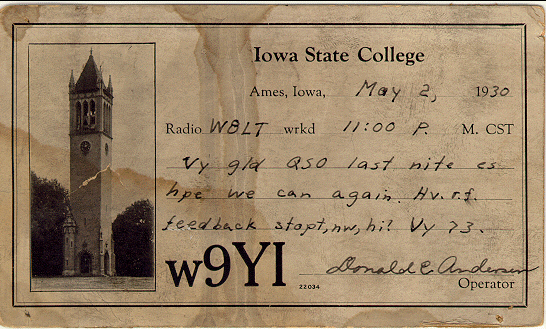 Iowa State College
Ames, Iowa, May 2, 1930
Radio W8LT wrkd 11:00 P. M. CST
Vy gld QSO last nite es
hpe we can again. Hv. r.f.
feedback stopt, nw, hi! Vy 73.
w9YI
Donald C. Anderson
22034 Operator